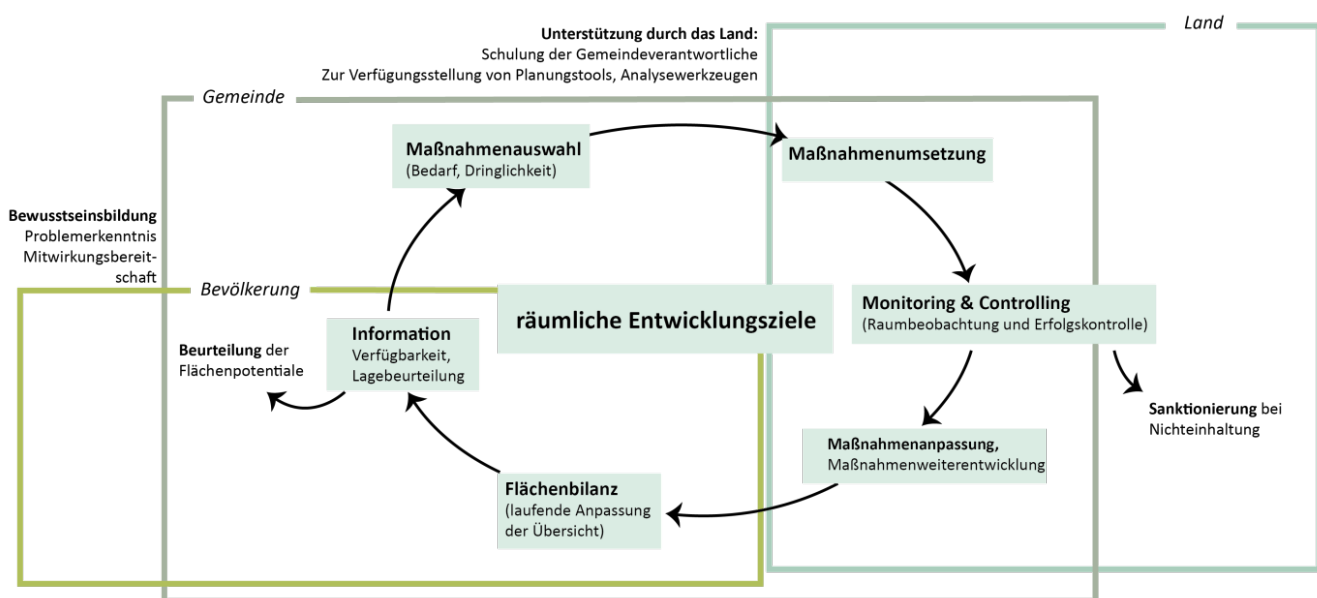 Land
Unterstützung durch das Land:
Schulung der Gemeindeverantwortliche
Zur Verfügungsstellung von Planungstools, Analysewerkzeugen
Gemeinde
Maßnahmenauswahl
(Bedarf, Dringlichkeit)
Maßnahmenumsetzung
Bewusstseinsbildung
Problemerkenntnis
Mitwirkungsbereit-
schaft
Bevölkerung
räumliche Entwicklungsziele
Monitoring & Controlling
(Raumbeobachtung und Erfolgskontrolle)
Information
Verfügbarkeit,
Lagebeurteilung
Beurteilung der
Flächenpotentiale
Sanktionierung bei
Nichteinhaltung
Maßnahmenanpassung,
Maßnahmenweiterentwicklung
Flächenbilanz
(laufende Anpassung
der Übersicht)